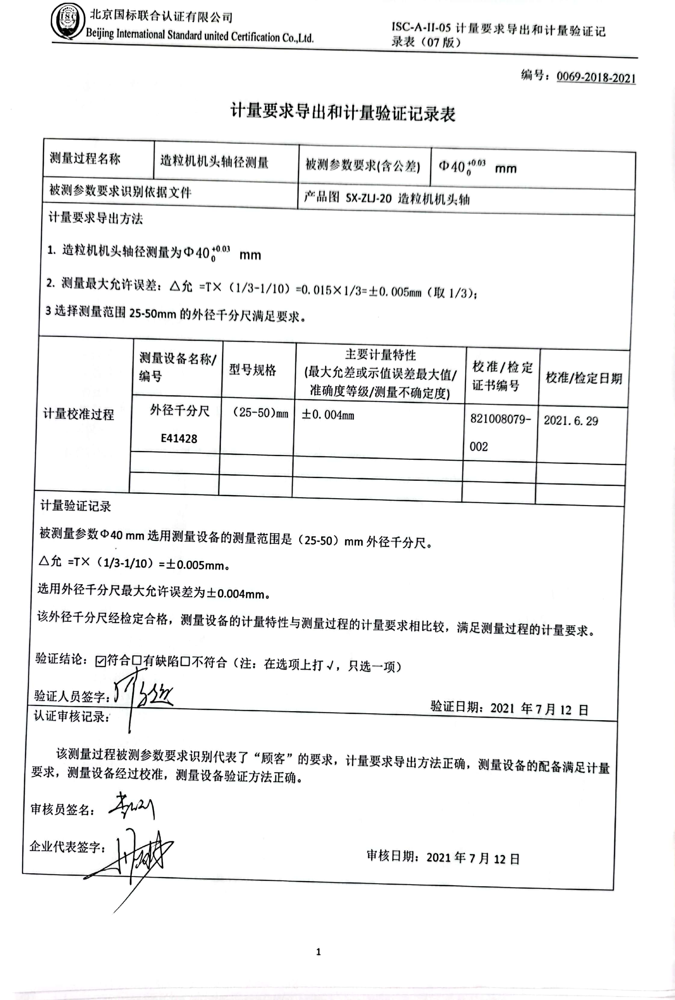 ISC
北京国标联合认证有限公司
Beijing International Standard united Certification Co.,Ltd.
ISC-A-II-05 计量要求导出和计量验证记
录表（07 版）
编号：0069-2018-2021
计量要求导出和计量验证记录表
测量过程名称 造粒机机头轴径测量 被测参数要求(含公差) Φ40 +0.03 0 mm
被测参数要求识别依据文件 产品图 SX-ZLJ-20 造粒机机头轴
计量要求导出方法
1. 造粒机机头轴径测量为Φ40 +0.03 0 mm
2. 测量最大允许误差：△允 =T×（1/3-1/10）=0.015×1/3=±0.005mm（取 1/3）；
3 选择测量范围 25-50mm 的外径千分尺满足要求。
计量校准过程
测量设备名称/
编号
型号规格
主要计量特性
(最大允差或示值误差最大值/
准确度等级/测量不确定度)
校准/检定
证书编号
校准/检定日期
外径千分尺
E41428
（25-50）mm
±0.004mm
821008079-
002
2021.6.29
计量验证记录
被测量参数Φ40 mm 选用测量设备的测量范围是（25-50）mm 外径千分尺。
△允 =T×（1/3-1/10）=±0.005mm。
选用外径千分尺最大允许误差为±0.004mm。
该外径千分尺经检定合格，测量设备的计量特性与测量过程的计量要求相比较，满足测量过程的计量要求。
验证结论：☑符合☐有缺陷☐不符合（注：在选项上打√，只选一项）
验证人员签字： 验证日期：2021 年 7 月 12 日
认证审核记录：
该测量过程被测参数要求识别代表了“顾客”的要求，计量要求导出方法正确，测量设备的配备满足计量
要求，测量设备经过校准，测量设备验证方法正确。
审核员签名：
企业代表签字： 审核日期：2021 年 7 月 12 日
1